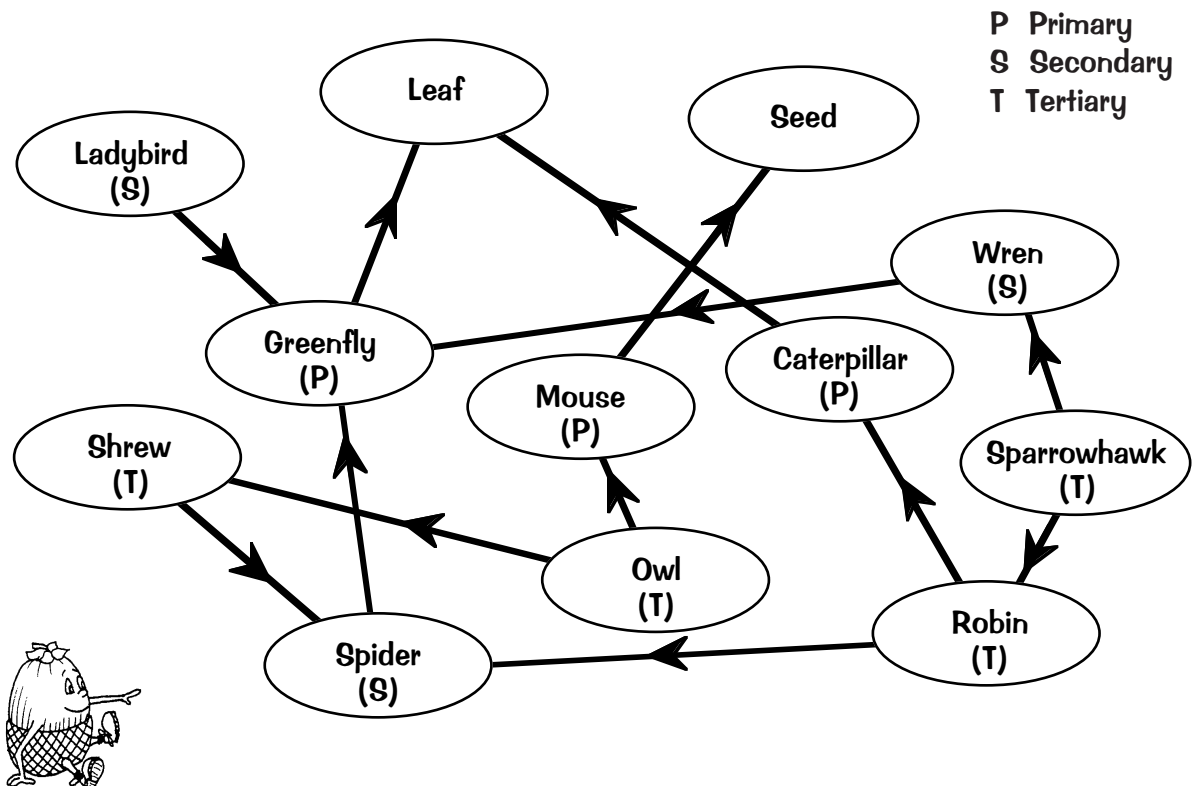 P Primary
S Secondary
T Tertiary
Leaf
Seed
Ladybird
(S)
Wren
(S)
Greenfly
(P)
Caterpillar
(P)
Mouse
(P)
Shrew
(T)
Sparrowhawk
(T)
Owl
(T)
Robin
(T)
Spider
(S)